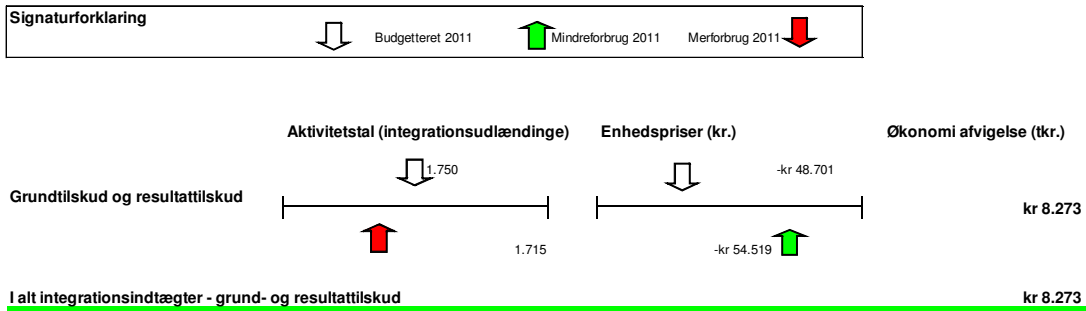 Signaturforklaring
Budgetteret 2011 Mindreforbrug 2011 Merforbrug 2011
Aktivitetstal (integrationsudlændinge) Enhedspriser (kr.) Økonomi afvigelse (tkr.)
1.750 -kr 48.701
Grundtilskud og resultattilskud kr 8.273
1.715 -kr 54.519
I alt integrationsindtægter - grund- og resultattilskud kr 8.273